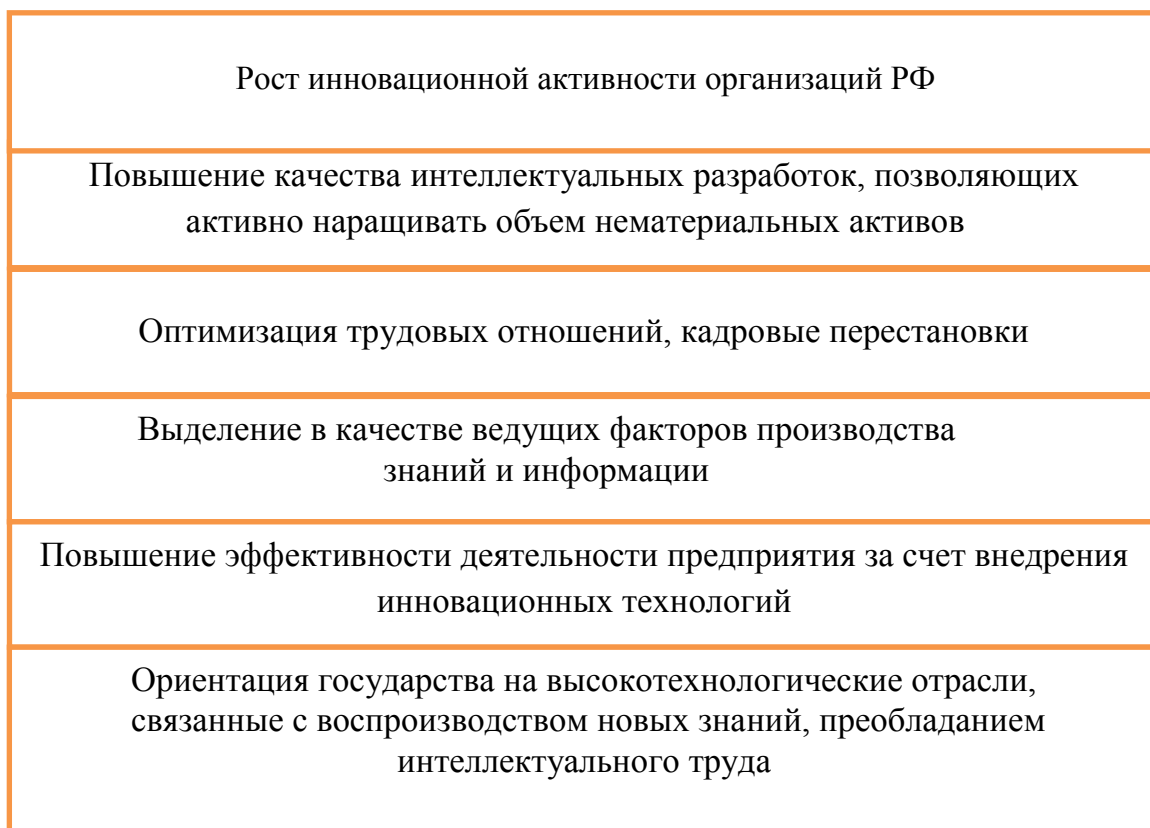 Рост инновационной активности организаций РФ
Повышение качества интеллектуальных разработок, позволяющих
активно наращивать объем нематериальных активов
Оптимизация трудовых отношений, кадровые перестановки
Выделение в качестве ведущих факторов производства
знаний и информации
Повышение эффективности деятельности предприятия за счет внедрения
инновационных технологий
Ориентация государства на высокотехнологические отрасли,
связанные с воспроизводством новых знаний, преобладанием
интеллектуального труда